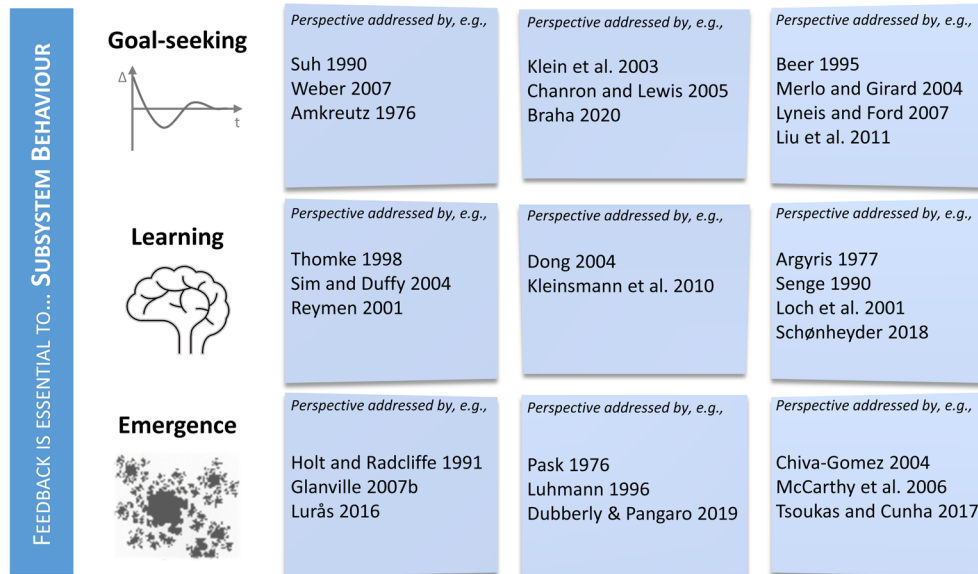 FEEDBACK IS ESSENTIAL TO... SUBSYSTEM BEHAVIOUR
Goal-seeking
Δ
t
Perspective addressed by, e.g.,
Suh 1990
Weber 2007
Amkreutz 1976
Perspective addressed by, e.g.,
Klein et al. 2003
Chanron and Lewis 2005
Braha 2020
Perspective addressed by, e.g.,
Beer 1995
Merlo and Girard 2004
Lyneis and Ford 2007
Liu et al. 2011
Learning
Perspective addressed by, e.g.,
Thomke 1998
Sim and Duffy 2004
Reymen 2001
Perspective addressed by, e.g.,
Dong 2004
Kleinsmann et al. 2010
Perspective addressed by, e.g.,
Argyris 1977
Senge 1990
Loch et al. 2001
Schønheyder 2018
Emergence
Perspective addressed by, e.g.,
Holt and Radcliffe 1991
Glanville 2007b
Lurås 2016
Perspective addressed by, e.g.,
Pask 1976
Luhmann 1996
Dubberly & Pangaro 2019
Perspective addressed by, e.g.,
Chiva-Gomez 2004
McCarthy et al. 2006
Tsoukas and Cunha 2017